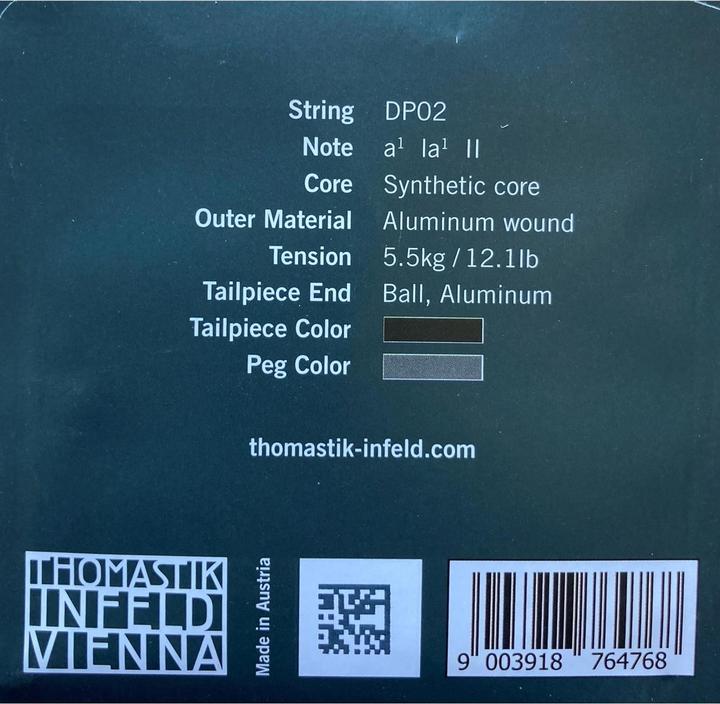 String DP02
Note a¹ la¹ II
Core Synthetic core
Outer Material Aluminum wound
Tension 5.5kg / 12.1lb
Tailpiece End Ball, Aluminum
Tailpiece Color
Peg Color
thomastik-infeld.com
THOMASTIK
INFELD
VIENNA
Made in Austria
9 003918 764768